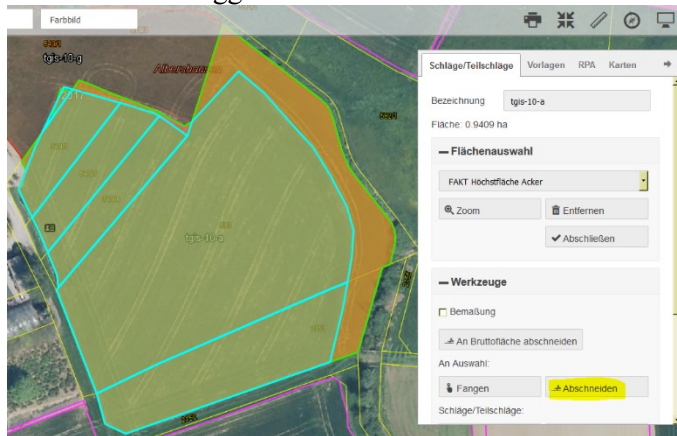 Farbbild
tgis-10-g
tgis-10-a
Schläge/Teilschläge Vorlagen RPA Karten
Bezeichnung tgis-10-a
Fläche: 0.9409 ha
Flächenauswahl
FAKT Höchstfläche Acker
Zoom Entfernen
Abschließen
Werkzeuge
Bemaßung
An Bruttofläche abschneiden
An Auswahl:
Fangen Abschneiden
Schläge/Teilschläge: